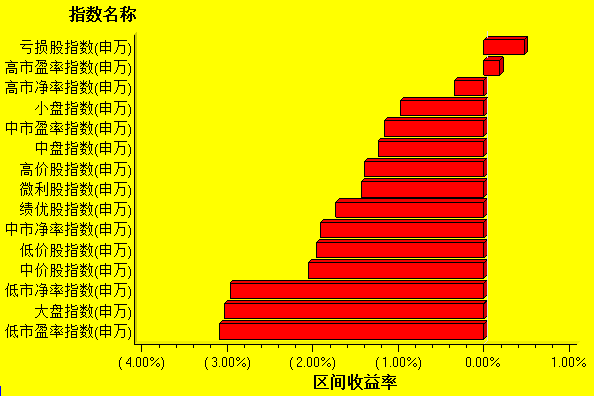 指数名称
亏损股指数(申万)
高市盈率指数(申万)
高市净率指数(申万)
小盘指数(申万)
中市盈率指数(申万)
中盘指数(申万)
高价股指数(申万)
微利股指数(申万)
绩优股指数(申万)
中市净率指数(申万)
低价股指数(申万)
中价股指数(申万)
低市净率指数(申万)
大盘指数(申万)
低市盈率指数(申万)
(4.00%) (3.00%) (2.00%) (1.00%) 0.00% 1.00%
区间收益率